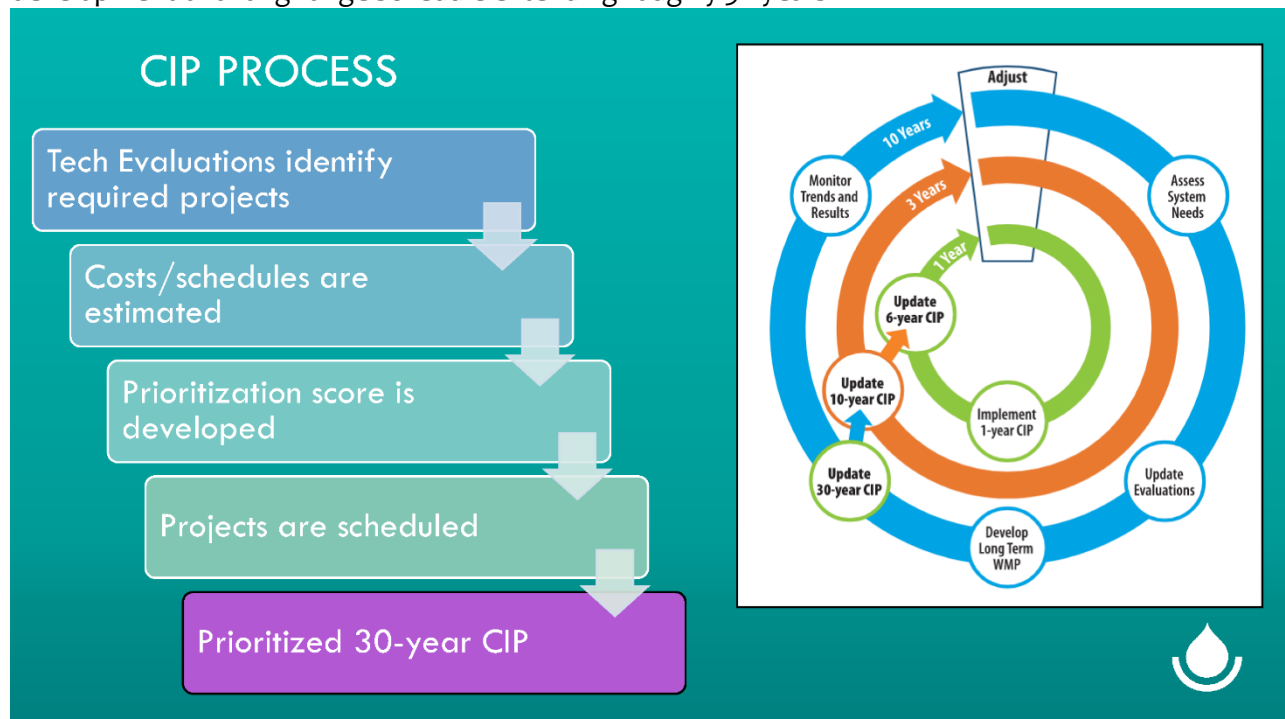 CIP PROCESS
Tech Evaluations identify
required projects
Costs/schedules are
estimated
Prioritization score is
developed
Projects are scheduled
Prioritized 30-year CIP
Adjust
10 Years
3 Years
1 Year
Monitor
Trends and
Results
Assess
System
Needs
Update
6-year CIP
Update
10-year CIP
Implement
1-year CIP
Update
30-year CIP
Update
Evaluations
Develop
Long Term
WMP